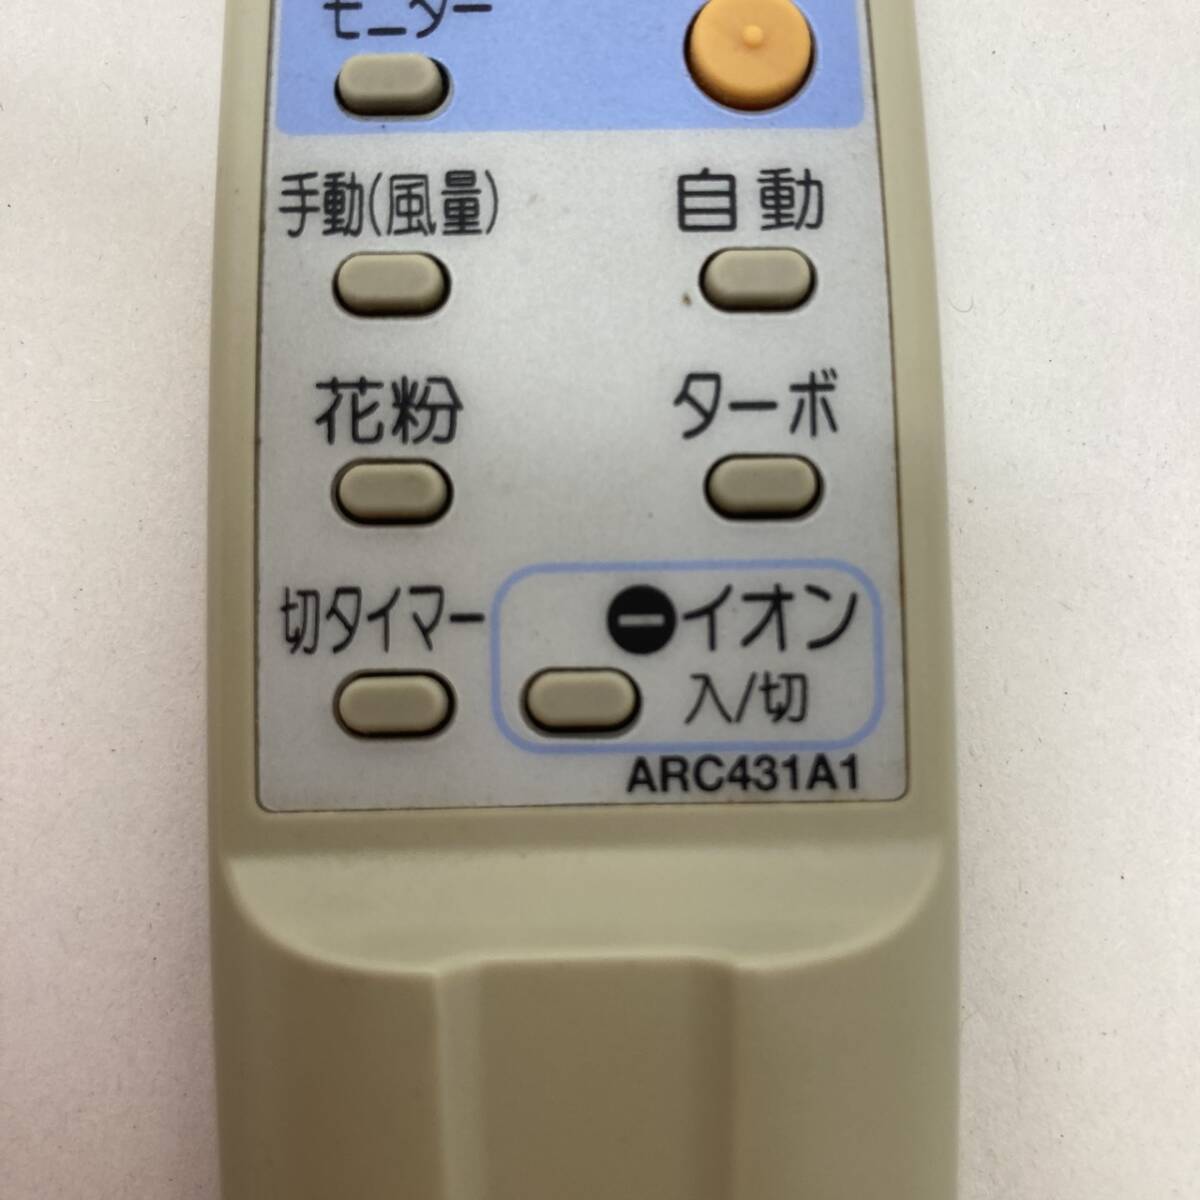 モニター
手動(風量)
自動
花粉
ターボ
切タイマー
⊖イオン
入/切
ARC431A1